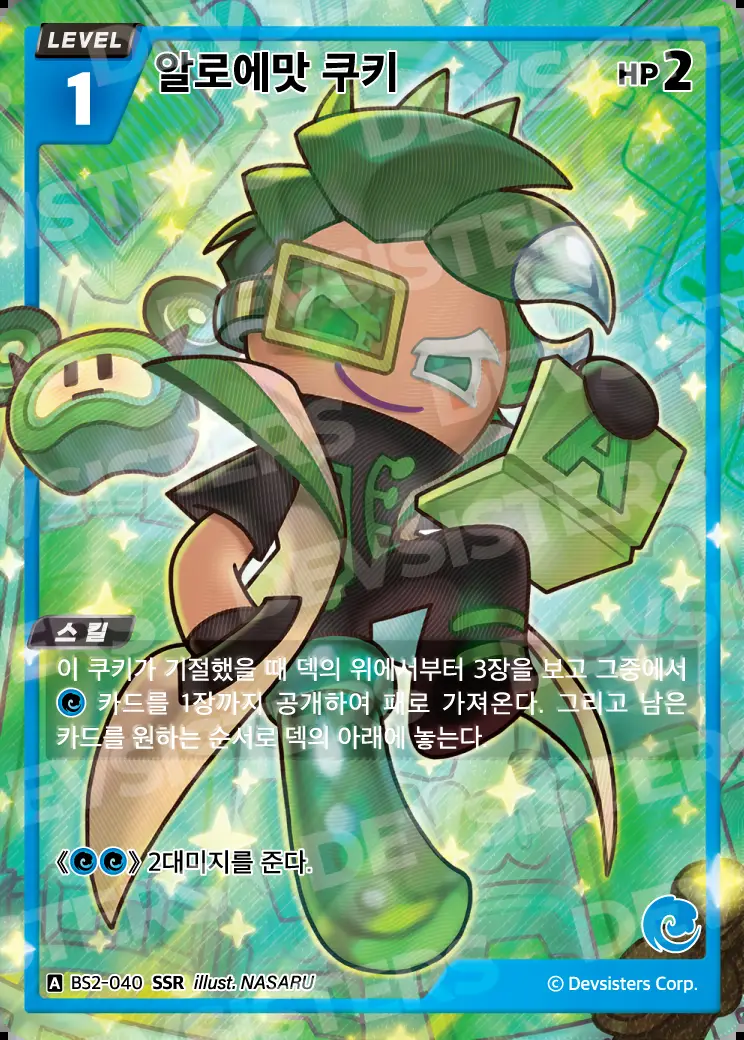 LEVEL
1
알로에맛 쿠키
HP 2
A
스킬
이 쿠키가 기절했을 때 덱의 위에서부터 3장을 보고 그중에서
카드를 1장까지 공개하여 패로 가져온다. 그리고 남은
카드를 원하는 순서로 덱의 아래에 놓는다.
《 》 2대미지를 준다.
A BS2-040 SSR illust. NASARU
© Devsisters Corp.
DEVSISTERS